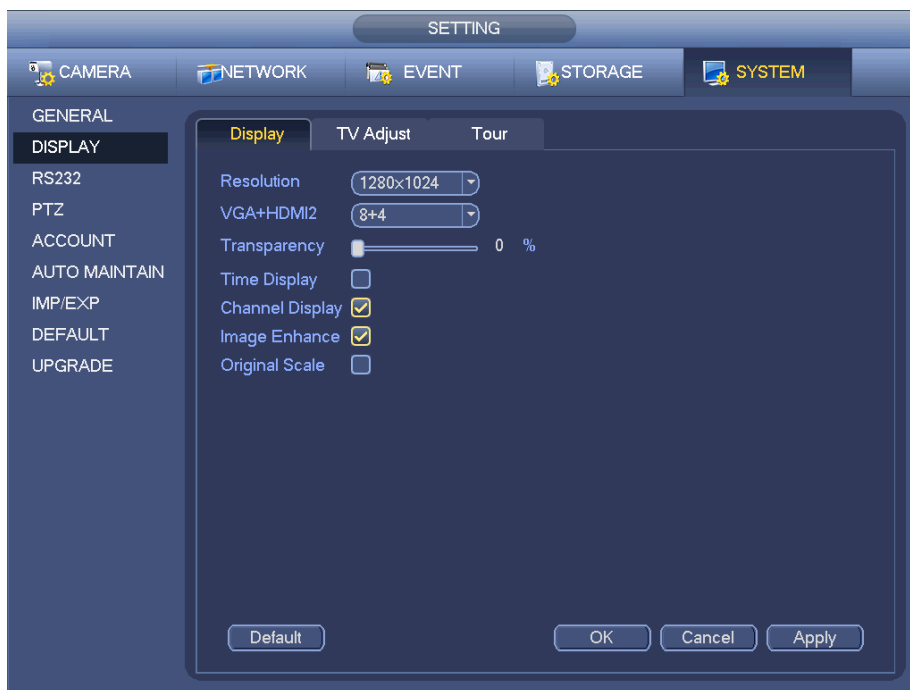 SETTING
CAMERA NETWORK EVENT STORAGE SYSTEM
GENERAL
DISPLAY
RS232
PTZ
ACCOUNT
AUTO MAINTAIN
IMP/EXP
DEFAULT
UPGRADE
Display TV Adjust Tour
Resolution 1280×1024
VGA+HDMI2 8+4
Transparency 0 %
Time Display
Channel Display
Image Enhance
Original Scale
Default OK Cancel Apply